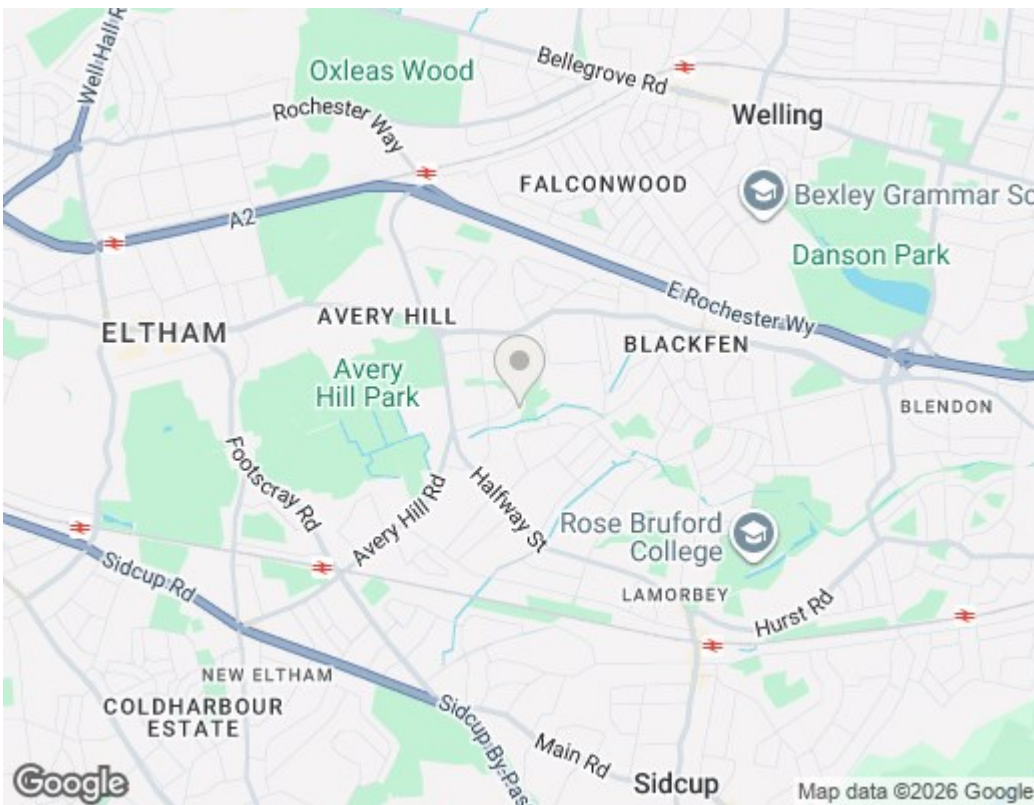 Well Hall R
Oxleas Wood
Bellegrove Rd
Rochester Way
Welling
FALCONWOOD
Bexley Grammar Sc
A2
Danson Park
E Rochester Wy
AVERY HILL
ELTHAM
BLACKFEN
Avery
Hill Park
BLENDON
Footscray Rd
Avery Hill Rd
Halfway St
Rose Bruford
College
Sidcup Rd
LAMORBEY
Hurst Rd
NEW ELTHAM
COLDHARBOUR
ESTATE
Sidcup By-Pas
Main Rd
Sidcup
Google
Map data ©2026 Google